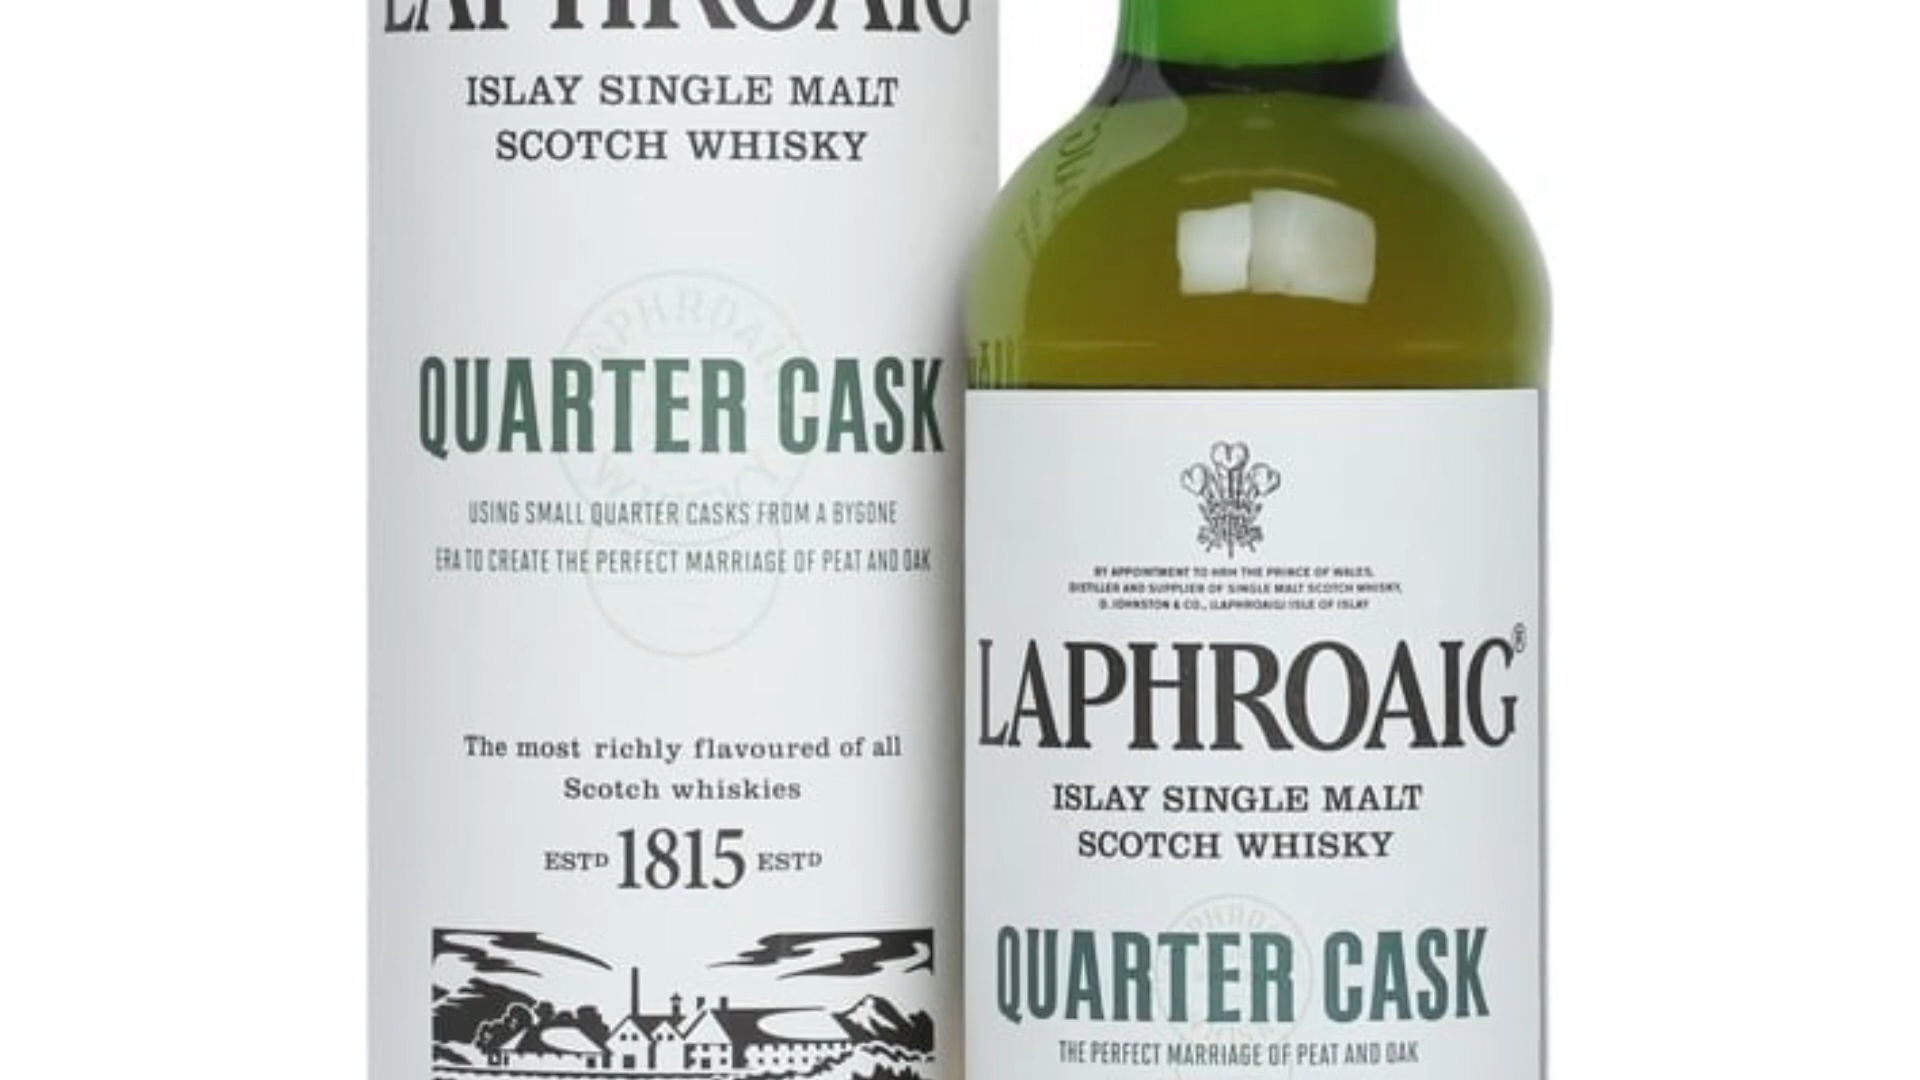 LAPHROAIG
ISLAY SINGLE MALT
SCOTCH WHISKY
QUARTER CASK
USING SMALL QUARTER CASKS FROM A BYGONE
ERA TO CREATE THE PERFECT MARRIAGE OF PEAT AND OAK
The most richly flavoured of all
Scotch whiskies
ESTD 1815 ESTD
BY APPOINTMENT TO HRH THE PRINCE OF WALES,
DISTILLER AND SUPPLIER OF SINGLE MALT SCOTCH WHISKY,
D. JOHNSTON & CO., (LAPHROAIG) ISLE OF ISLAY
LAPHROAIG®
ISLAY SINGLE MALT
SCOTCH WHISKY
QUARTER CASK
THE PERFECT MARRIAGE OF PEAT AND OAK